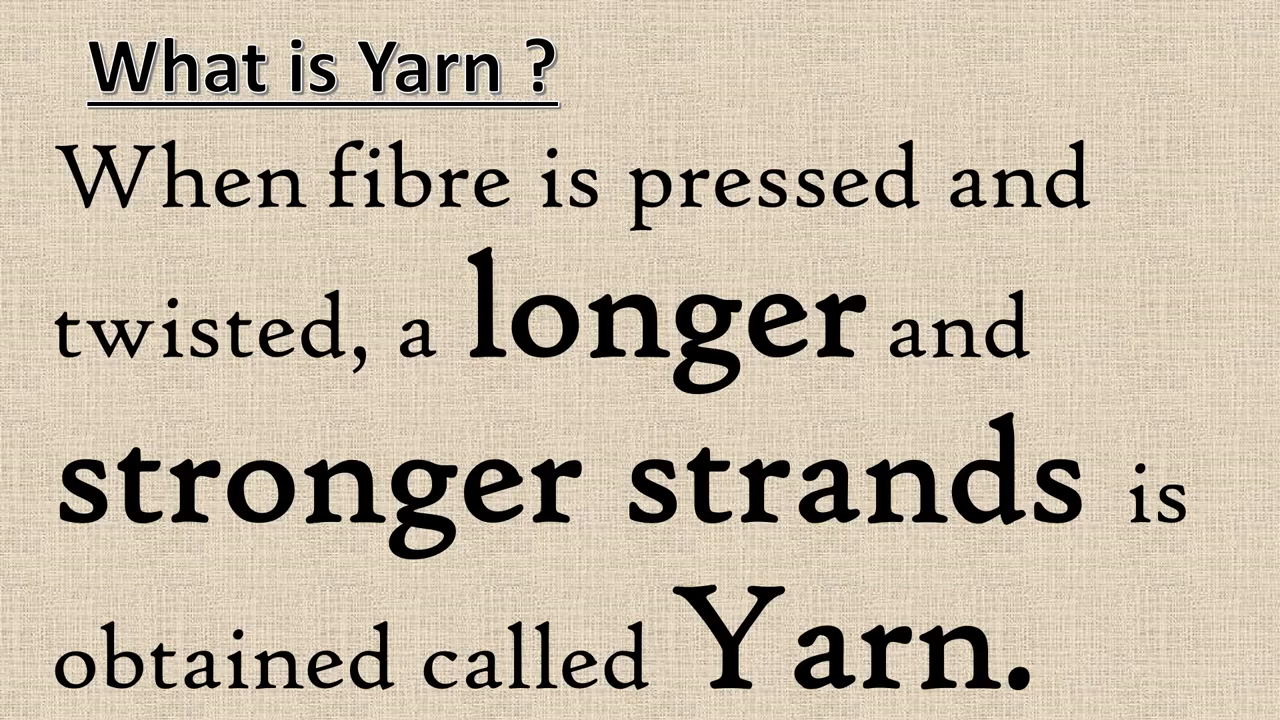 What is Yarn ?
When fibre is pressed and
twisted, a longer and
stronger strands is
obtained called Yarn.